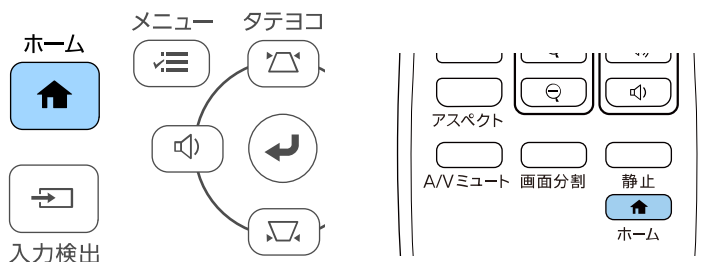 メニュー
タテヨコ
ホーム
入力検出
アスペクト
A/Vミュート
画面分割
静止
ホーム